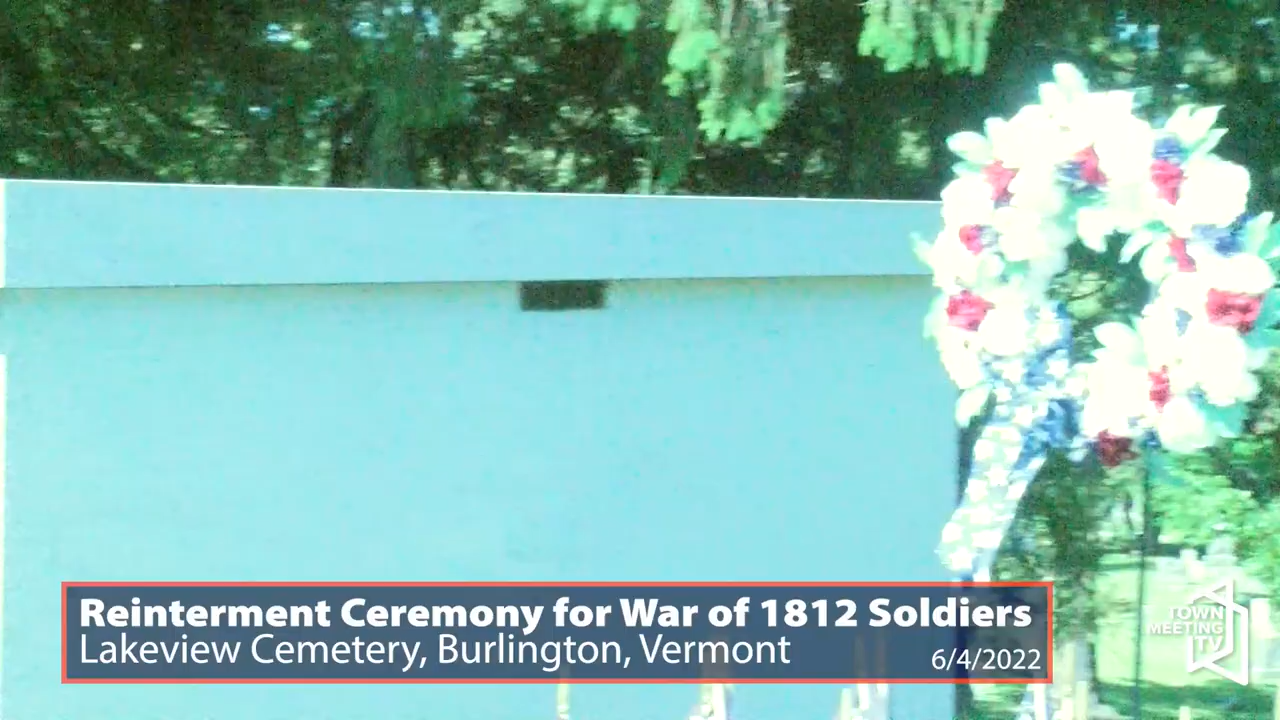 Reinterment Ceremony for War of 1812 Soldiers
Lakeview Cemetery, Burlington, Vermont
6/4/2022
TOWN
MEETING
TV